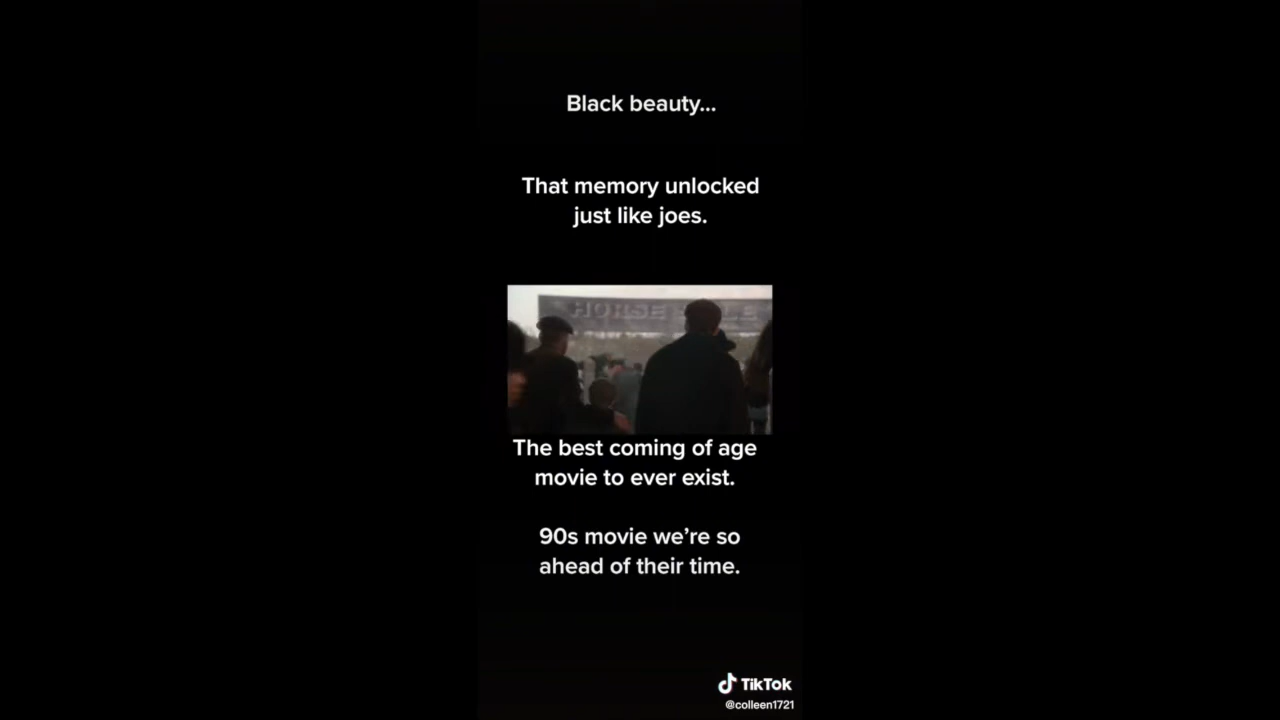 Black beauty...
That memory unlocked
just like joes.
HORSE
The best coming of age
movie to ever exist.
90s movie we're so
ahead of their time.
TikTok
@colleen1721